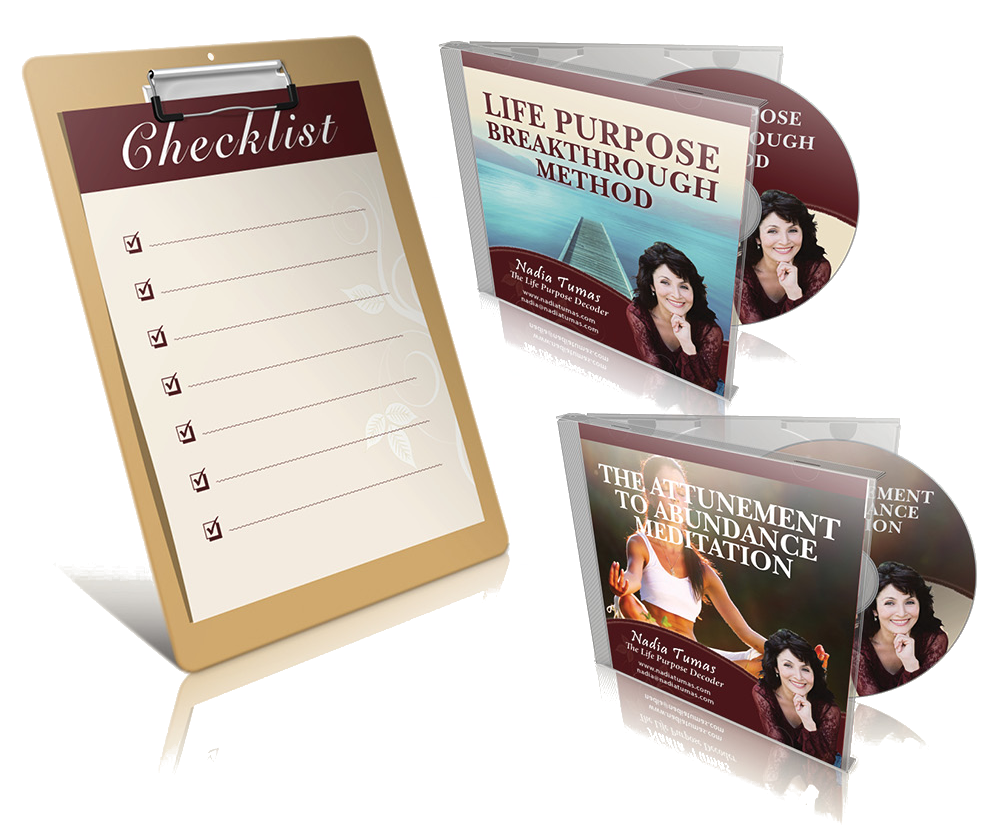 Checklist
LIFE PURPOSE
BREAKTHROUGH
METHOD
Nadia Tumas
The Life Purpose Decoder
www.nadiatumas.com
nadia@nadiatumas.com
OSE
OUGH
OD
THE ATTUNEMENT
TO ABUNDANCE
MEDITATION
Nadia Tumas
The Life Purpose Decoder
www.nadiatumas.com
nadia@nadiatumas.com
EMENT
ANCE
ION